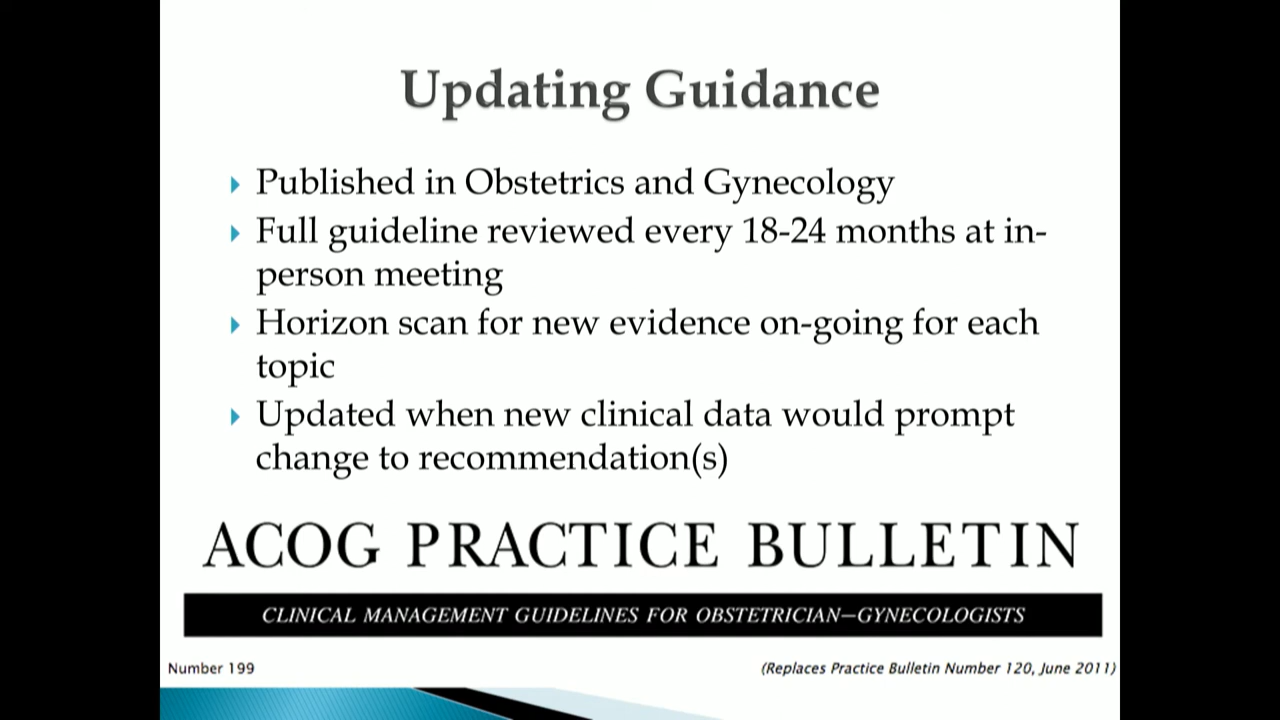 Updating Guidance
Published in Obstetrics and Gynecology
Full guideline reviewed every 18-24 months at in-
person meeting
Horizon scan for new evidence on-going for each
topic
Updated when new clinical data would prompt
change to recommendation(s)
ACOG PRACTICE BULLETIN
CLINICAL MANAGEMENT GUIDELINES FOR OBSTETRICIAN–GYNECOLOGISTS
Number 199
(Replaces Practice Bulletin Number 120, June 2011)